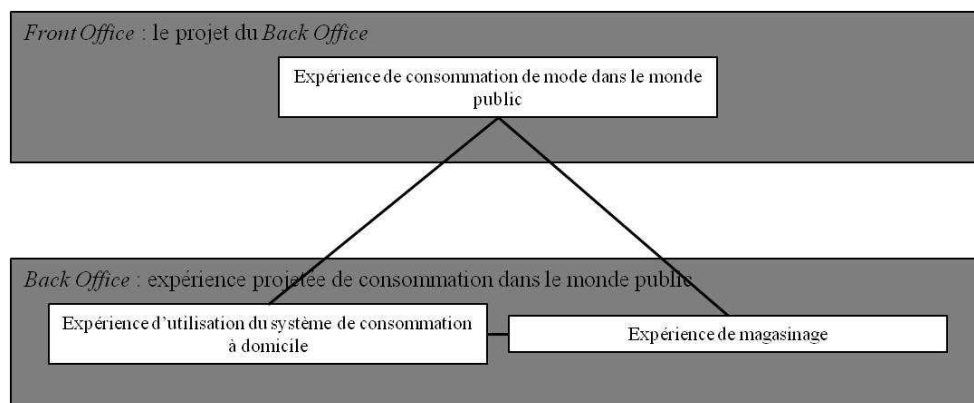 Front Office : le projet du Back Office
Expérience de consommation de mode dans le monde
public
Back Office : expérience projetée de consommation dans le monde public
Expérience d’utilisation du système de consommation
à domicile
Expérience de magasinage